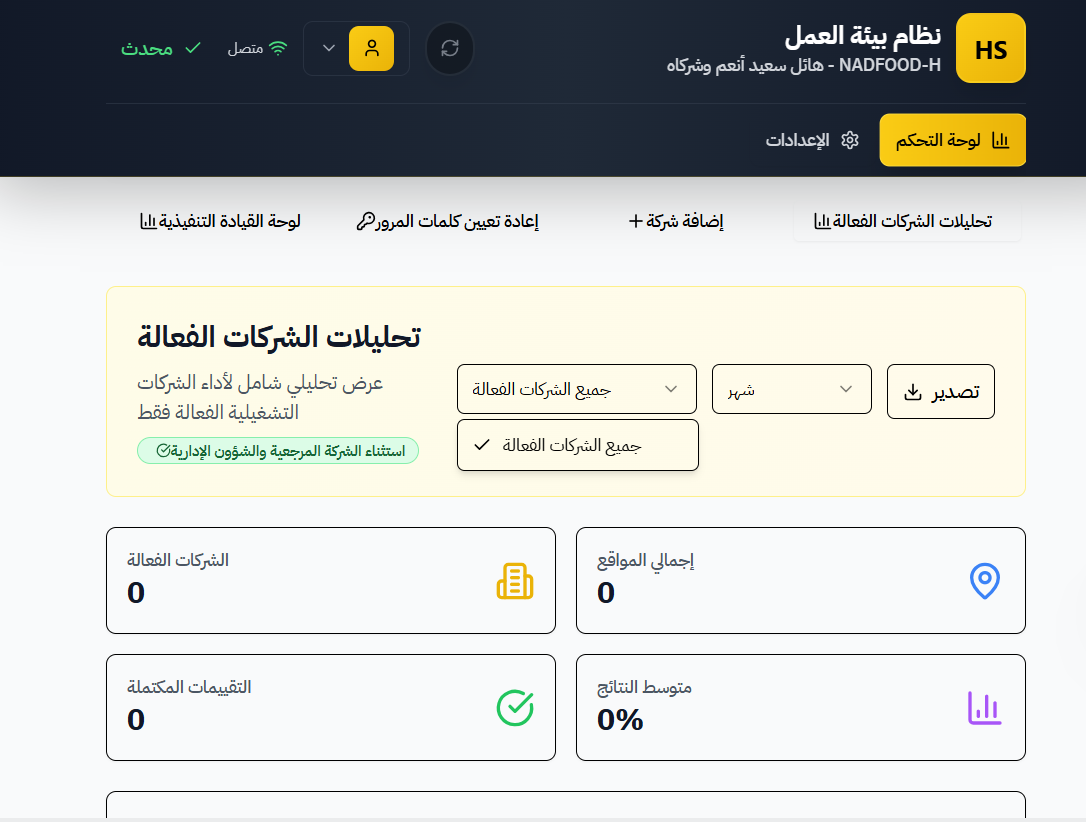 HS
نظام بيئة العمل
NADFOOD-H - هائل سعيد أنعم وشركاه
متصل
محدث
لوحة التحكم
الإعدادات
تحليلات الشركات الفعالة
إضافة شركة
إعادة تعيين كلمات المرور
لوحة القيادة التنفيذية
تحليلات الشركات الفعالة
عرض تحليلي شامل لأداء الشركات
التشغيلية الفعالة فقط
استثناء الشركة المرجعية والشؤون الإدارية
جميع الشركات الفعالة
شهر
تصدير
جميع الشركات الفعالة
إجمالي المواقع
0
الشركات الفعالة
0
متوسط النتائج
0%
التقييمات المكتملة
0